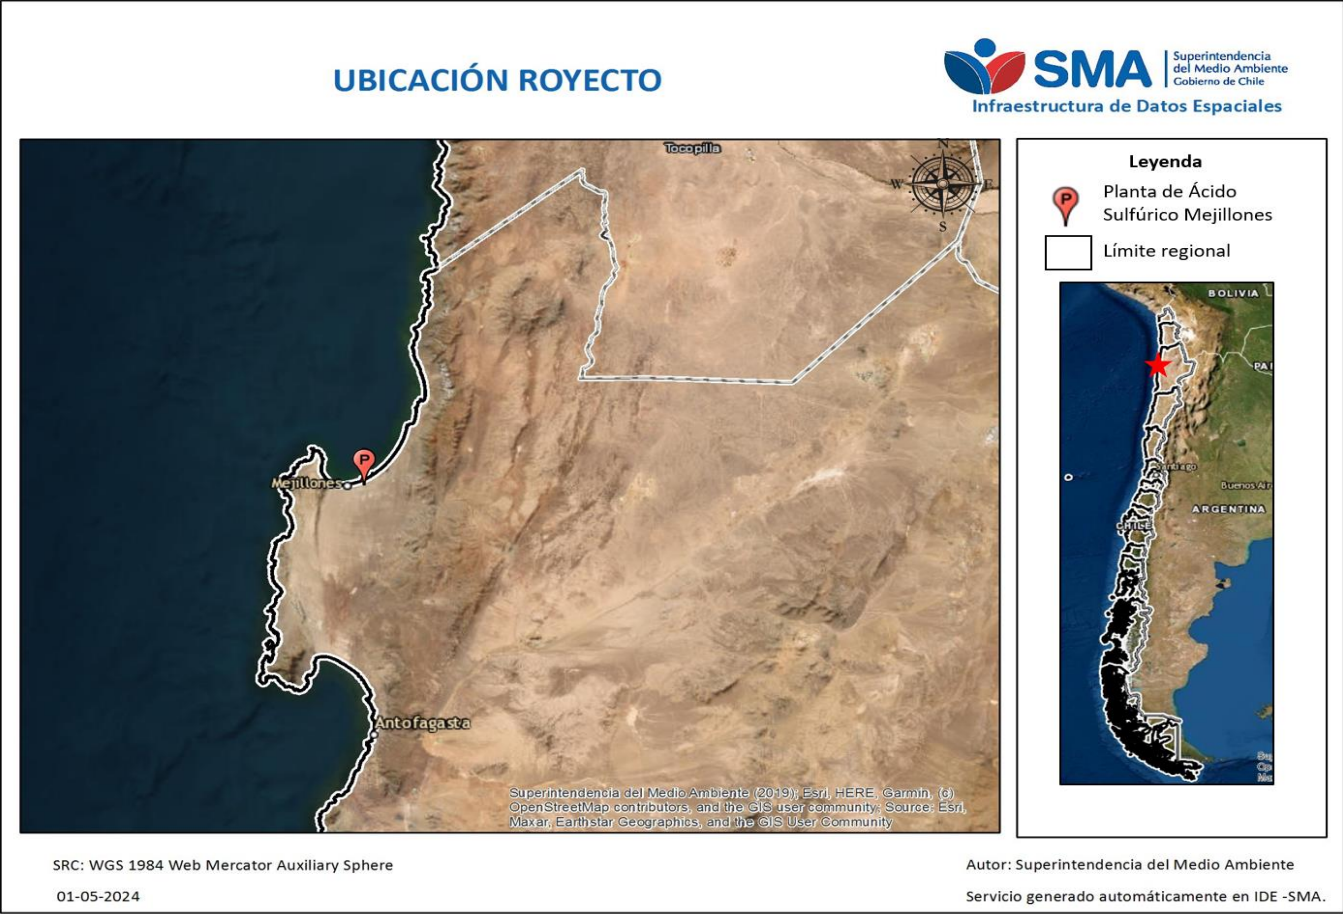 UBICACIÓN ROYECTO
SMA
Superintendencia
del Medio Ambiente
Gobierno de Chile
Infraestructura de Datos Espaciales
Tocopilla
N
W
E
S
Mejillones
Antofagasta
Superintendencia del Medio Ambiente (2019); Esri, HERE, Garmin, (c)
OpenStreetMap contributors, and the GIS user community; Source: Esri,
Maxar, Earthstar Geographics, and the GIS User Community
Leyenda
P
Planta de Ácido
Sulfúrico Mejillones
Límite regional
P
BOLIVIA
Santiago
ARGENTINA
CHILE
SRC: WGS 1984 Web Mercator Auxiliary Sphere
01-05-2024
Autor: Superintendencia del Medio Ambiente
Servicio generado automáticamente en IDE -SMA.